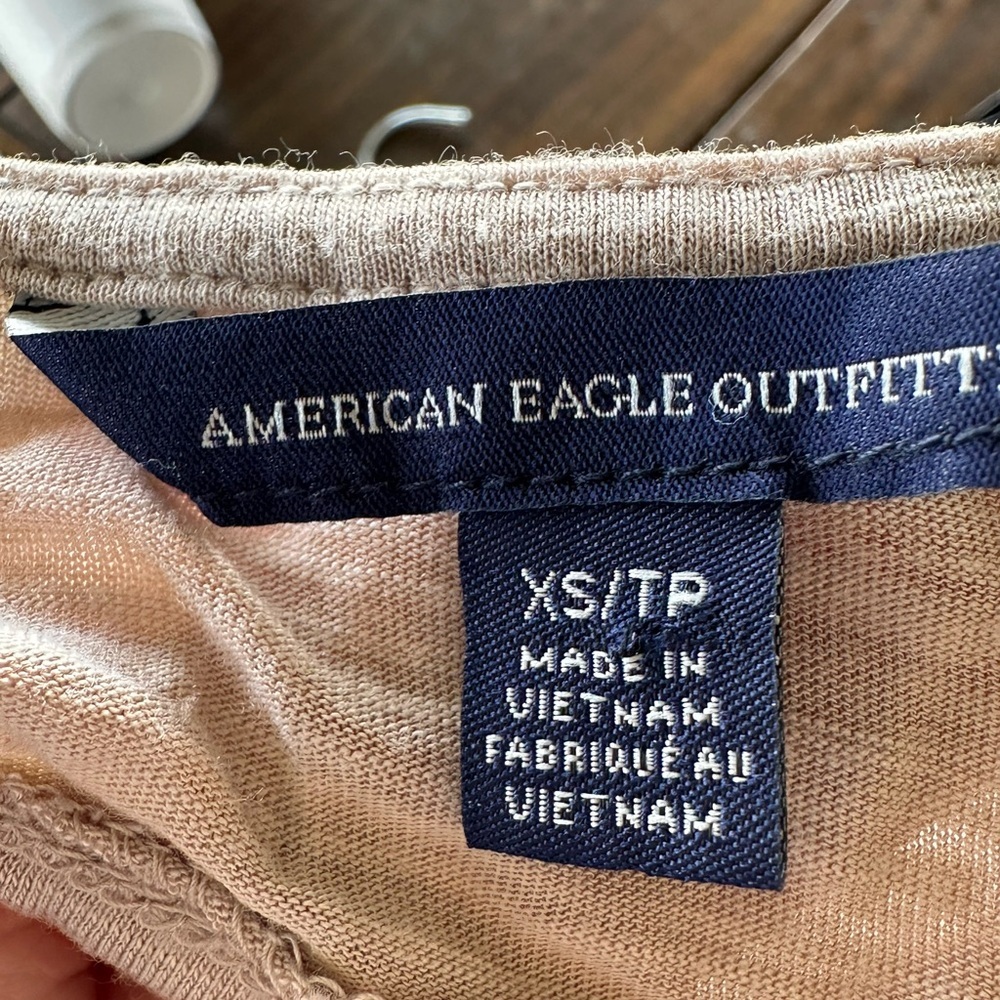 AMERICAN EAGLE OUTFITT
XS/TP
MADE IN
VIETNAM
FABRIQUÉ AU
VIETNAM